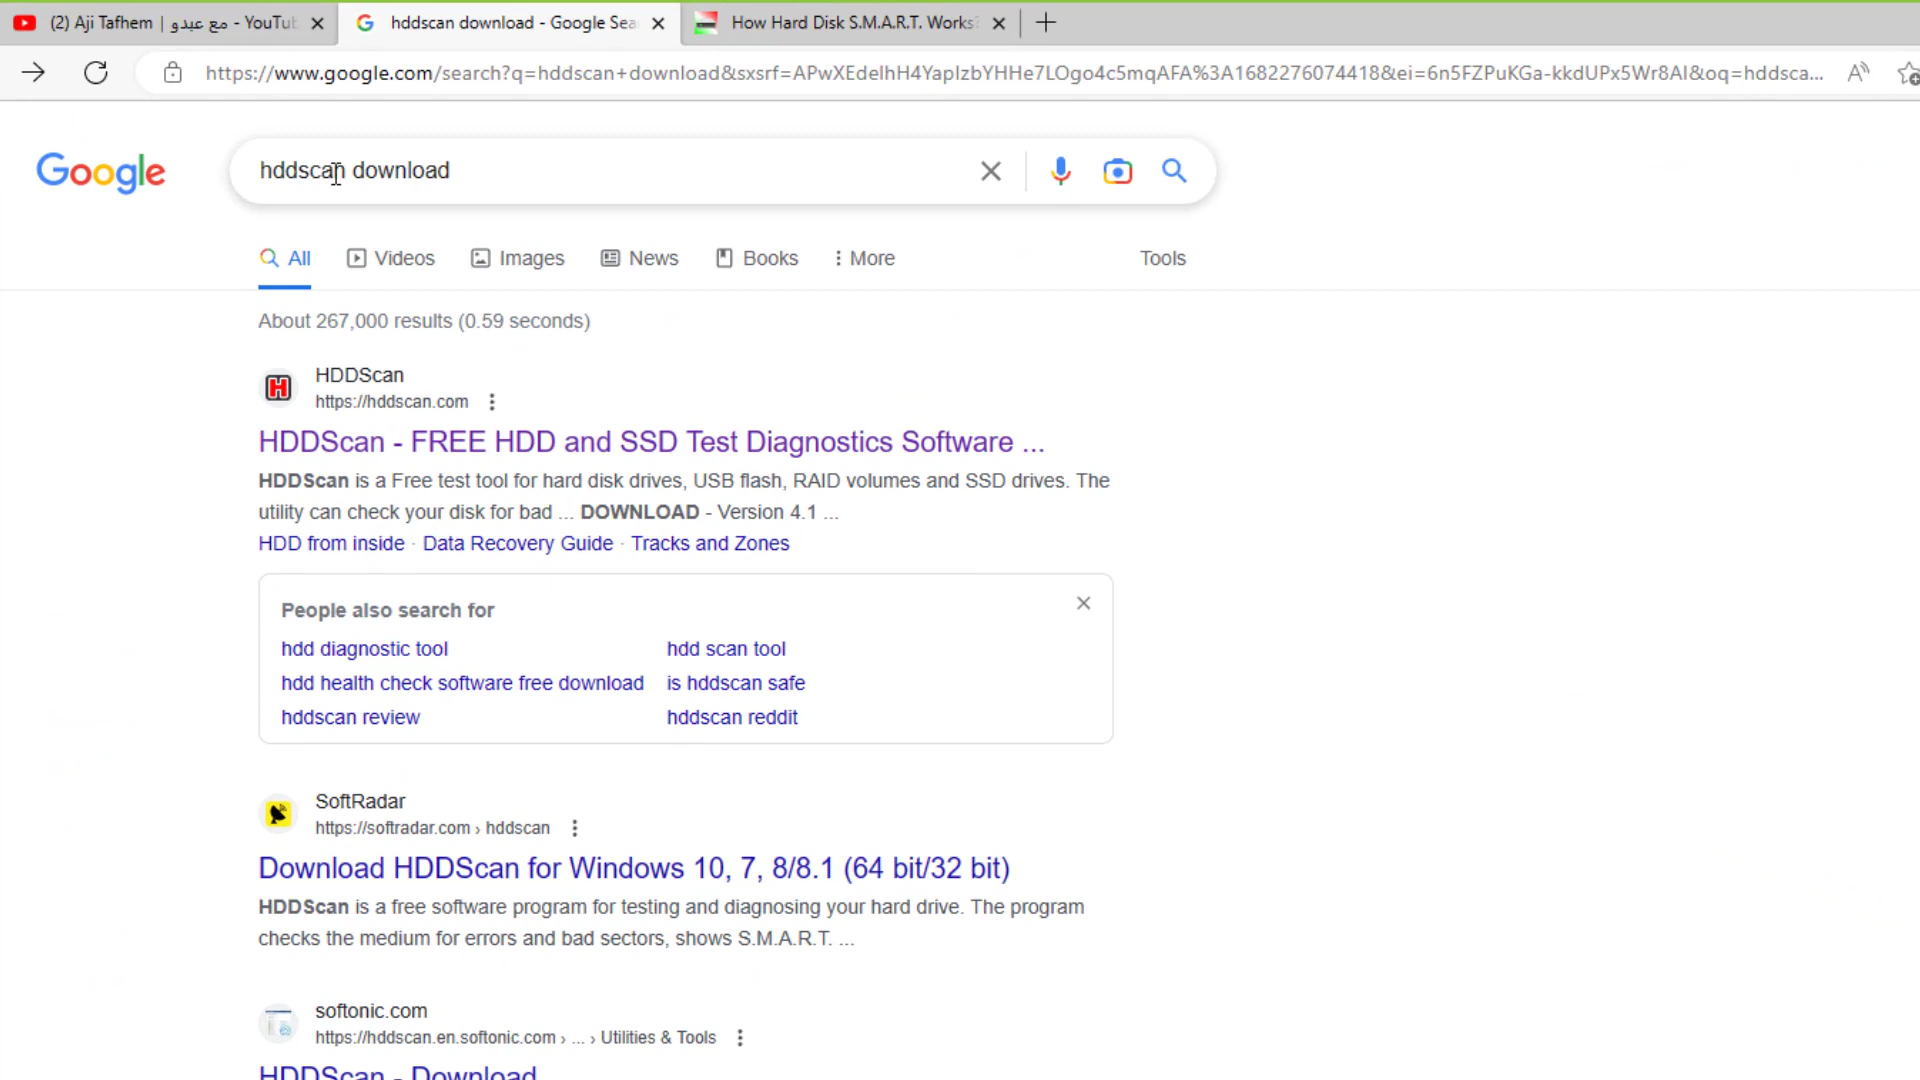 (2) Aji Tafhem | مع عبدو - YouTub
hddscan download - Google Sea
How Hard Disk S.M.A.R.T. Works?
https://www.google.com/search?q=hddscan+download&sxsrf=APwXEdelhH4YapIzbYHHe7LOgo4c5mqAFA%3A1682276074418&ei=6n5FZPuKGa-kkdUPx5Wr8AI&oq=hddsca...
Google
hddscan download
All
Videos
Images
News
Books
More
Tools
About 267,000 results (0.59 seconds)
HDDScan
https://hddscan.com
HDDScan - FREE HDD and SSD Test Diagnostics Software ...
HDDScan is a Free test tool for hard disk drives, USB flash, RAID volumes and SSD drives. The
utility can check your disk for bad ... DOWNLOAD - Version 4.1 ...
HDD from inside · Data Recovery Guide · Tracks and Zones
People also search for
hdd diagnostic tool
hdd scan tool
hdd health check software free download
is hddscan safe
hddscan review
hddscan reddit
SoftRadar
https://softradar.com › hddscan
Download HDDScan for Windows 10, 7, 8/8.1 (64 bit/32 bit)
HDDScan is a free software program for testing and diagnosing your hard drive. The program
checks the medium for errors and bad sectors, shows S.M.A.R.T. ...
softonic.com
https://hddscan.en.softonic.com › ... › Utilities & Tools
HDDScan - Download